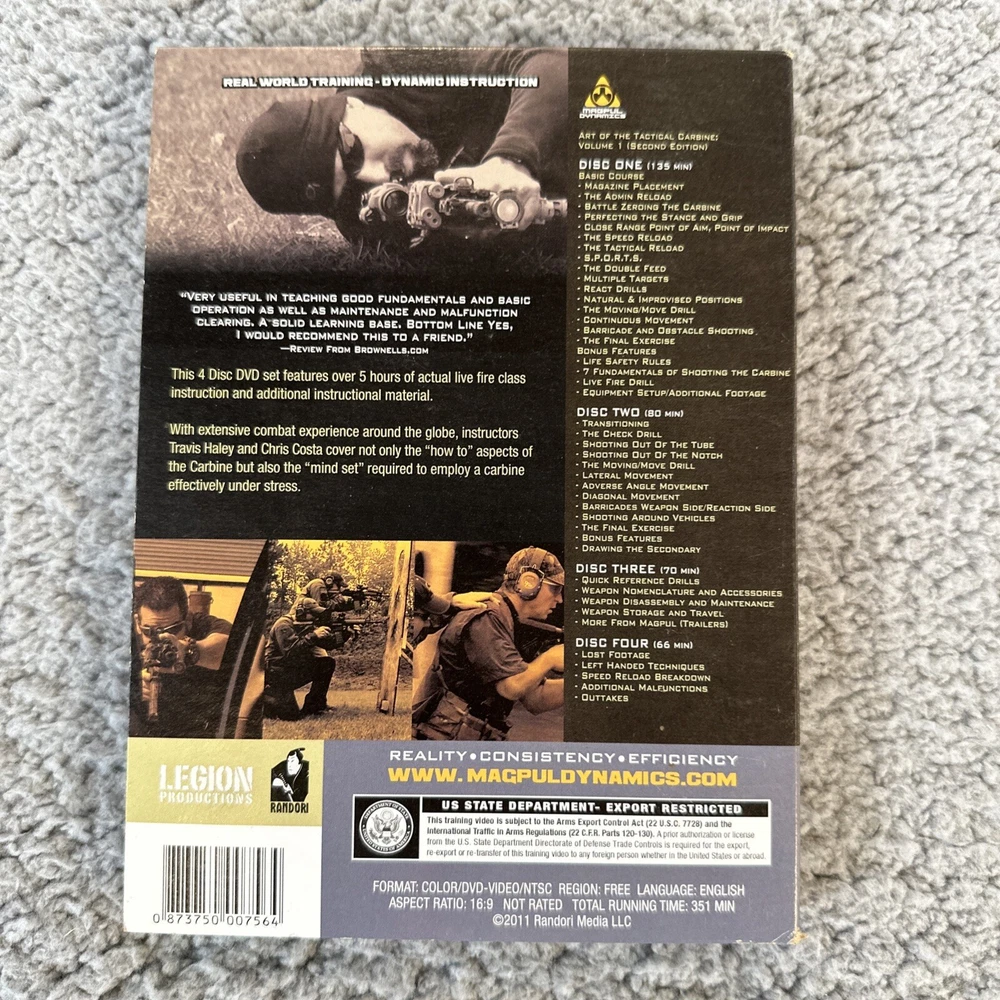 REAL WORLD TRAINING - DYNAMIC INSTRUCTION
"VERY USEFUL IN TEACHING GOOD FUNDAMENTALS AND BASIC
OPERATION AS WELL AS MAINTENANCE AND MALFUNCTION
CLEARING. A SOLID LEARNING BASE. BOTTOM LINE YES,
I WOULD RECOMMEND THIS TO A FRIEND."
—REVIEW FROM BROWNELLS.COM
This 4 Disc DVD set features over 5 hours of actual live fire class
instruction and additional instructional material.
With extensive combat experience around the globe, instructors
Travis Haley and Chris Costa cover not only the "how to" aspects of
the Carbine but also the "mind set" required to employ a carbine
effectively under stress.
MAGPUL
DYNAMICS
ART OF THE TACTICAL CARBINE:
VOLUME 1 (SECOND EDITION)
DISC ONE (135 MIN)
BASIC COURSE
- MAGAZINE PLACEMENT
- THE ADMIN RELOAD
- BATTLE ZEROING THE CARBINE
- PERFECTING THE STANCE AND GRIP
- CLOSE RANGE POINT OF AIM, POINT OF IMPACT
- THE SPEED RELOAD
- THE TACTICAL RELOAD
- S.P.O.R.T.S.
- THE DOUBLE FEED
- MULTIPLE TARGETS
- REACT DRILLS
- NATURAL & IMPROVISED POSITIONS
- THE MOVING/MOVE DRILL
- CONTINUOUS MOVEMENT
- BARRICADE AND OBSTACLE SHOOTING
- THE FINAL EXERCISE
BONUS FEATURES
- LIFE SAFETY RULES
- 7 FUNDAMENTALS OF SHOOTING THE CARBINE
- LIVE FIRE DRILL
- EQUIPMENT SETUP/ADDITIONAL FOOTAGE
DISC TWO (80 MIN)
- TRANSITIONING
- THE CHECK DRILL
- SHOOTING OUT OF THE TUBE
- SHOOTING OUT OF THE NOTCH
- THE MOVING/MOVE DRILL
- LATERAL MOVEMENT
- ADVERSE ANGLE MOVEMENT
- DIAGONAL MOVEMENT
- BARRICADES WEAPON SIDE/REACTION SIDE
- SHOOTING AROUND VEHICLES
- THE FINAL EXERCISE
- BONUS FEATURES
- DRAWING THE SECONDARY
DISC THREE (70 MIN)
- QUICK REFERENCE DRILLS
- WEAPON NOMENCLATURE AND ACCESSORIES
- WEAPON DISASSEMBLY AND MAINTENANCE
- WEAPON STORAGE AND TRAVEL
- MORE FROM MAGPUL (TRAILERS)
DISC FOUR (66 MIN)
- LOST FOOTAGE
- LEFT HANDED TECHNIQUES
- SPEED RELOAD BREAKDOWN
- ADDITIONAL MALFUNCTIONS
- OUTTAKES
LEGION
PRODUCTIONS
RANDORI
REALITY • CONSISTENCY • EFFICIENCY
WWW.MAGPULDYNAMICS.COM
US STATE DEPARTMENT- EXPORT RESTRICTED
This training video is subject to the Arms Export Control Act (22 U.S.C. 7728) and the
International Traffic in Arms Regulations (22 C.F.R. Parts 120-130). A prior authorization or license
from the U.S. State Department Directorate of Defense Trade Controls is required for the export,
re-export or re-transfer of this training video to any foreign person whether in the United States or abroad.
FORMAT: COLOR/DVD-VIDEO/NTSC REGION: FREE LANGUAGE: ENGLISH
ASPECT RATIO: 16:9 NOT RATED TOTAL RUNNING TIME: 351 MIN
©2011 Randori Media LLC
0 873750 007564